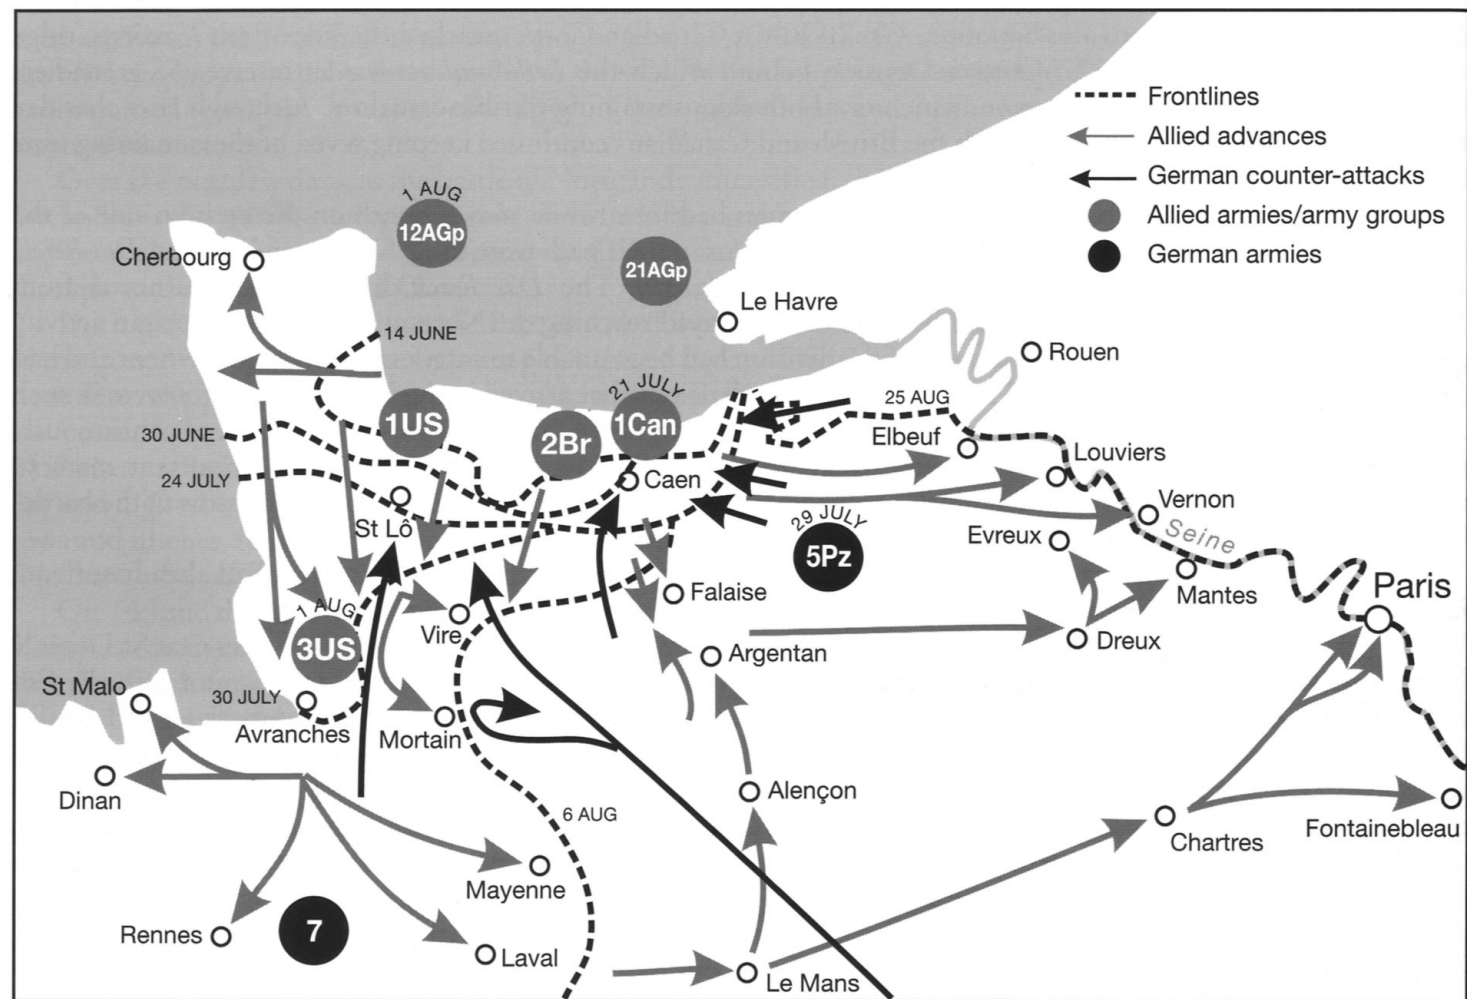 Frontlines
Allied advances
German counter-attacks
Allied armies/army groups
German armies
1 AUG
12AGp
21AGp
Cherbourg
Le Havre
14 JUNE
Rouen
21 JULY
1US
2Br
1Can
25 AUG
30 JUNE
Elbeuf
Louviers
24 JULY
Caen
St Lô
Vernon
Seine
29 JULY
5Pz
Evreux
Paris
Falaise
Mantes
1 AUG
3US
Vire
Argentan
Dreux
St Malo
30 JULY
Avranches
Mortain
Dinan
Alençon
6 AUG
Chartres
Fontainebleau
Mayenne
7
Rennes
Laval
Le Mans